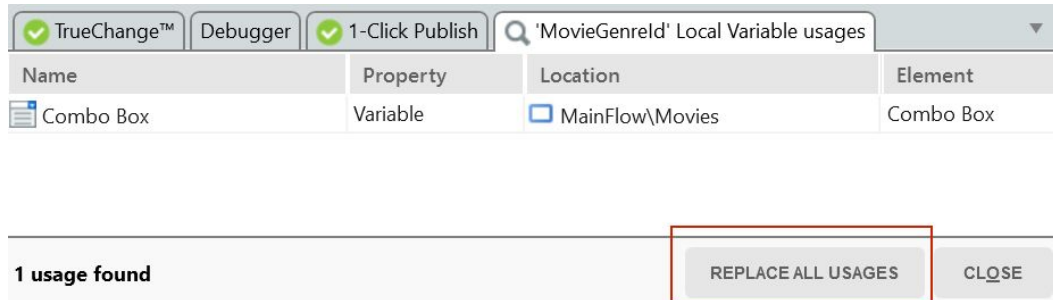 TrueChange™ Debugger 1-Click Publish 'MovieGenreId' Local Variable usages
Name Property Location Element
Combo Box Variable MainFlow\Movies Combo Box
1 usage found REPLACE ALL USAGES CLOSE